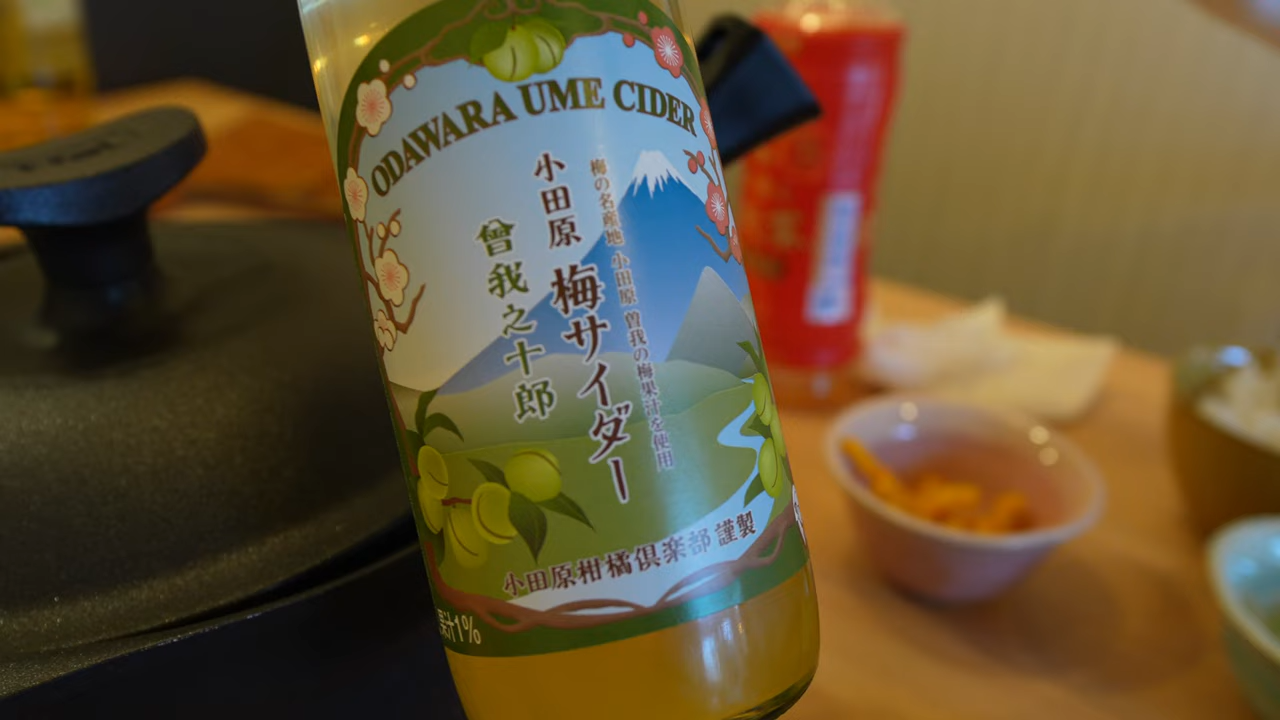 ODAWARA UME CIDER
梅の名産地 小田原 曽我の梅果汁を使用
小田原 梅サイダー
曾我之十郎
小田原柑橘倶楽部 謹製
果汁1%